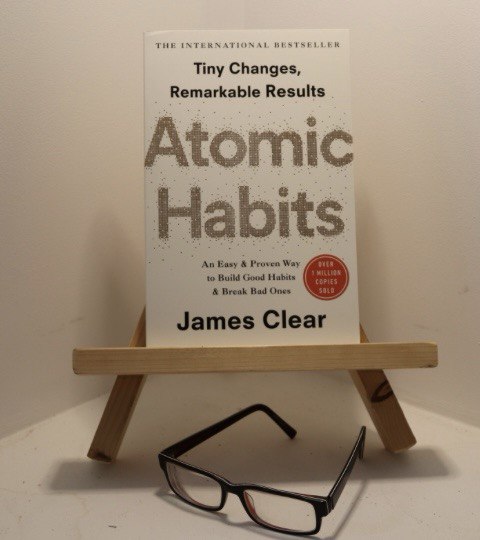 THE INTERNATIONAL BESTSELLER
Tiny Changes,
Remarkable Results
Atomic
Habits
An Easy & Proven Way
to Build Good Habits
& Break Bad Ones
OVER
1 MILLION
COPIES
SOLD
James Clear